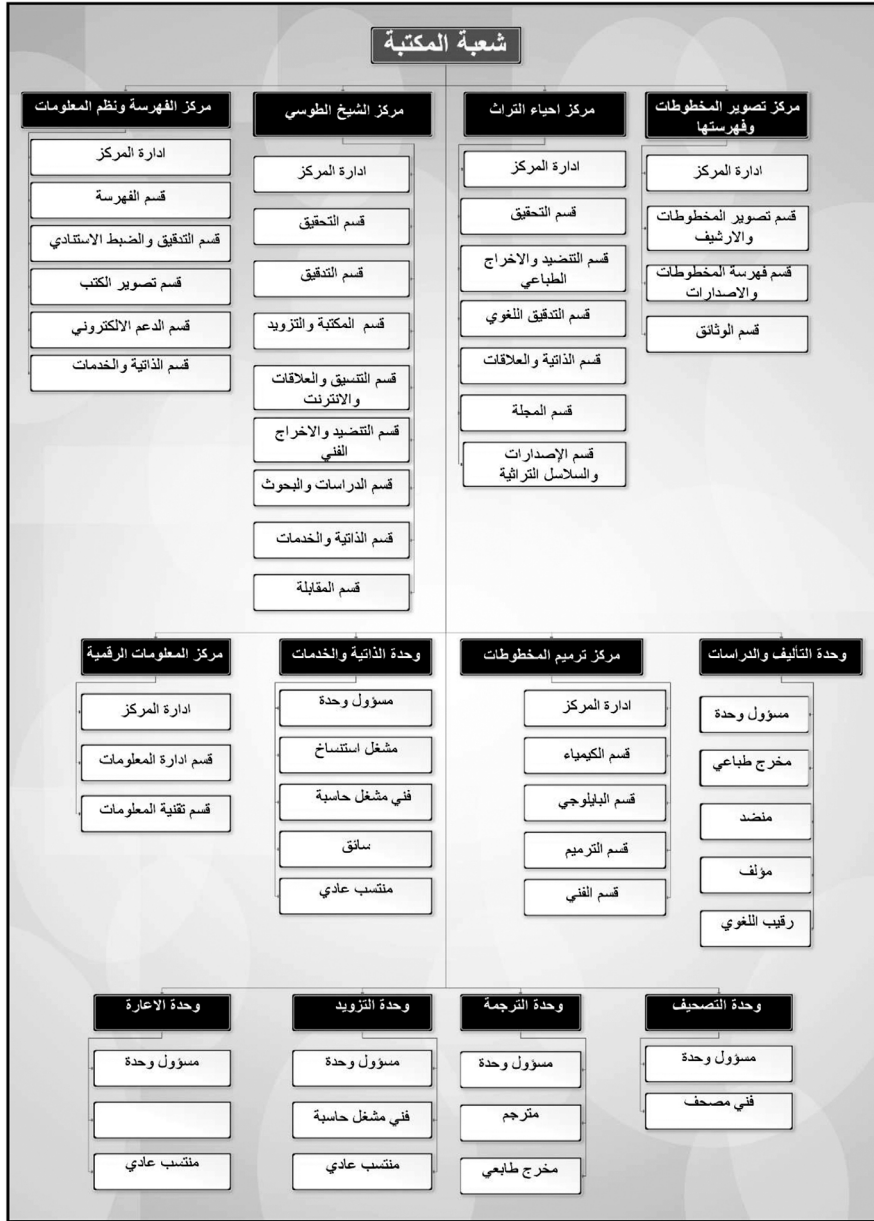 شعبة المكتبة
مركز تصوير المخطوطات
وفهرستها
ادارة المركز
قسم تصوير المخطوطات
والارشيف
قسم فهرسة المخطوطات
والاصدارات
قسم الوثائق
مركز احياء التراث
ادارة المركز
قسم التحقيق
قسم التنضيد والاخراج
الطباعي
قسم التدقيق اللغوي
قسم الذاتية والعلاقات
قسم المجلة
قسم الإصدارات
والسلاسل التراثية
مركز الشيخ الطوسي
ادارة المركز
قسم التحقيق
قسم التدقيق
قسم المكتبة والتزويد
قسم التنسيق والعلاقات
والانترنت
قسم التنضيد والاخراج
الفني
قسم الدراسات والبحوث
قسم الذاتية والخدمات
قسم المقابلة
مركز الفهرسة ونظم المعلومات
ادارة المركز
قسم الفهرسة
قسم التدقيق والضبط الاستنادي
قسم تصوير الكتب
قسم الدعم الالكتروني
قسم الذاتية والخدمات
وحدة التأليف والدراسات
مسؤول وحدة
مخرج طباعي
منضد
مؤلف
رقيب اللغوي
مركز ترميم المخطوطات
ادارة المركز
قسم الكيمياء
قسم البايلوجي
قسم الترميم
قسم الفني
وحدة الذاتية والخدمات
مسؤول وحدة
مشغل استنساخ
فني مشغل حاسبة
سائق
منتسب عادي
مركز المعلومات الرقمية
ادارة المركز
قسم ادارة المعلومات
قسم تقنية المعلومات
وحدة التصحيف
مسؤول وحدة
فني مصحف
وحدة الترجمة
مسؤول وحدة
مترجم
مخرج طابعي
وحدة التزويد
مسؤول وحدة
فني مشغل حاسبة
منتسب عادي
وحدة الاعارة
مسؤول وحدة
منتسب عادي